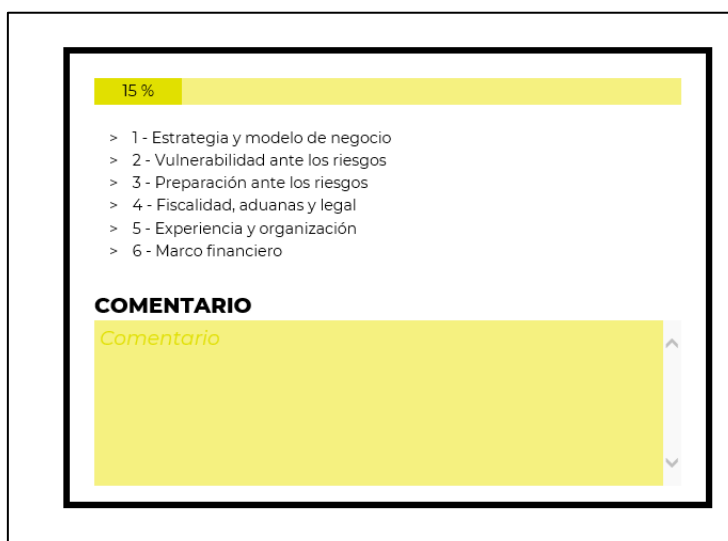 15 %
> 1 - Estrategia y modelo de negocio
> 2 - Vulnerabilidad ante los riesgos
> 3 - Preparación ante los riesgos
> 4 - Fiscalidad, aduanas y legal
> 5 - Experiencia y organización
> 6 - Marco financiero
COMENTARIO
Comentario